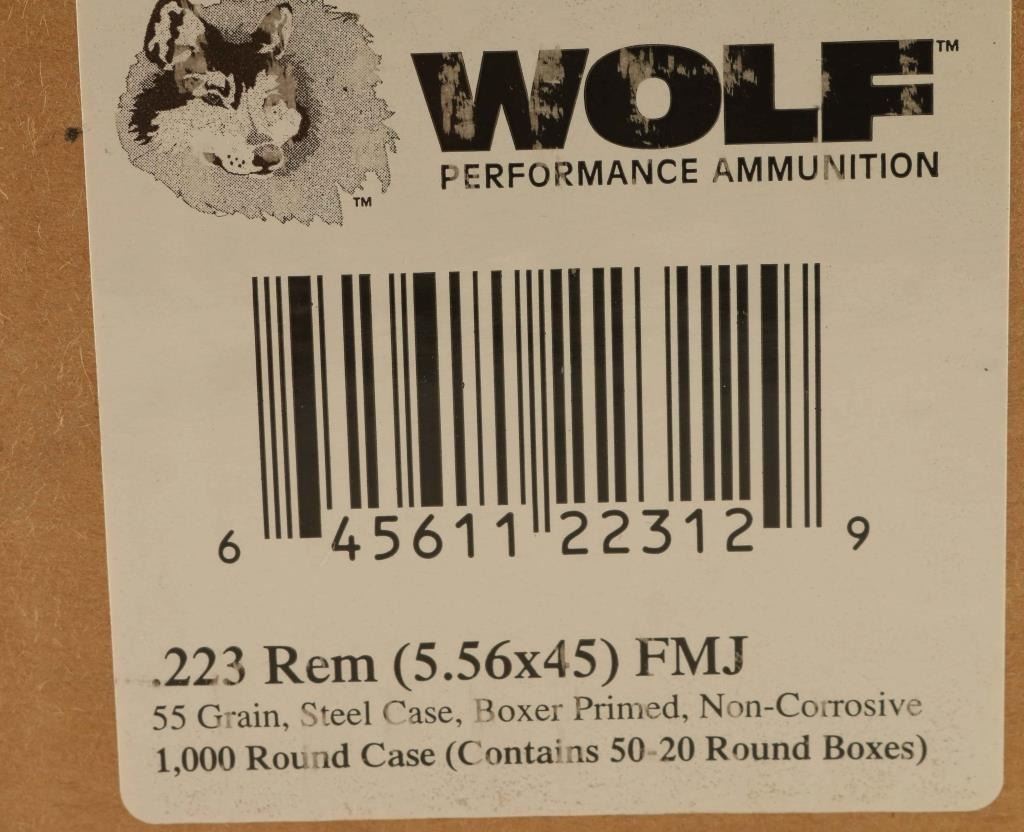 WOLF™
PERFORMANCE AMMUNITION
TM
6 45611 22312 9
.223 Rem (5.56x45) FMJ
55 Grain, Steel Case, Boxer Primed, Non-Corrosive
1,000 Round Case (Contains 50-20 Round Boxes)